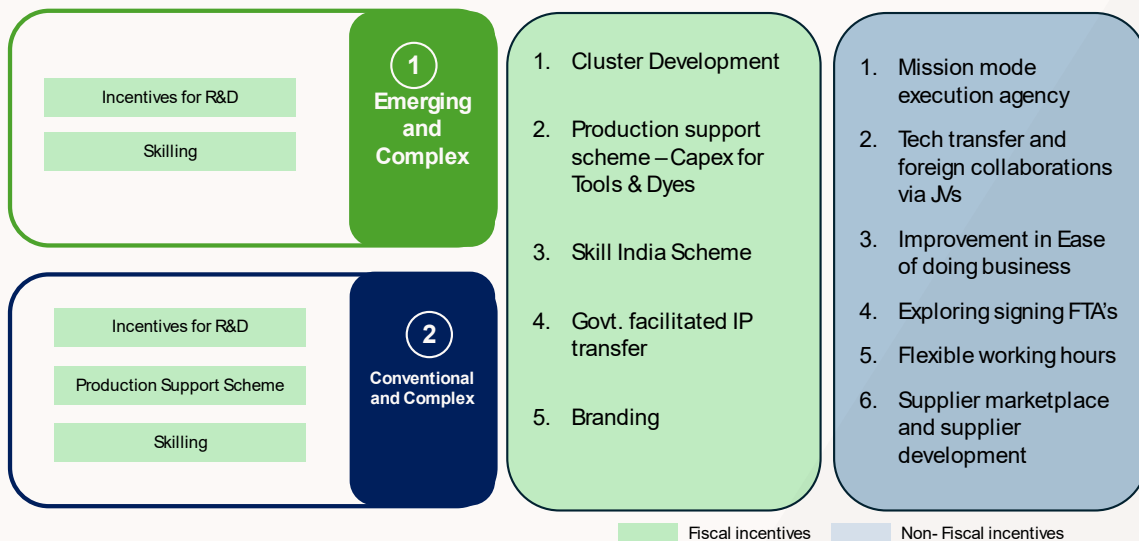 Incentives for R&D
Skilling
1
Emerging
and
Complex
Incentives for R&D
Production Support Scheme
Skilling
2
Conventional
and Complex
1. Cluster Development
2. Production support
scheme – Capex for
Tools & Dyes
3. Skill India Scheme
4. Govt. facilitated IP
transfer
5. Branding
1. Mission mode
execution agency
2. Tech transfer and
foreign collaborations
via JVs
3. Improvement in Ease
of doing business
4. Exploring signing FTA's
5. Flexible working hours
6. Supplier marketplace
and supplier
development
Fiscal incentives
Non- Fiscal incentives